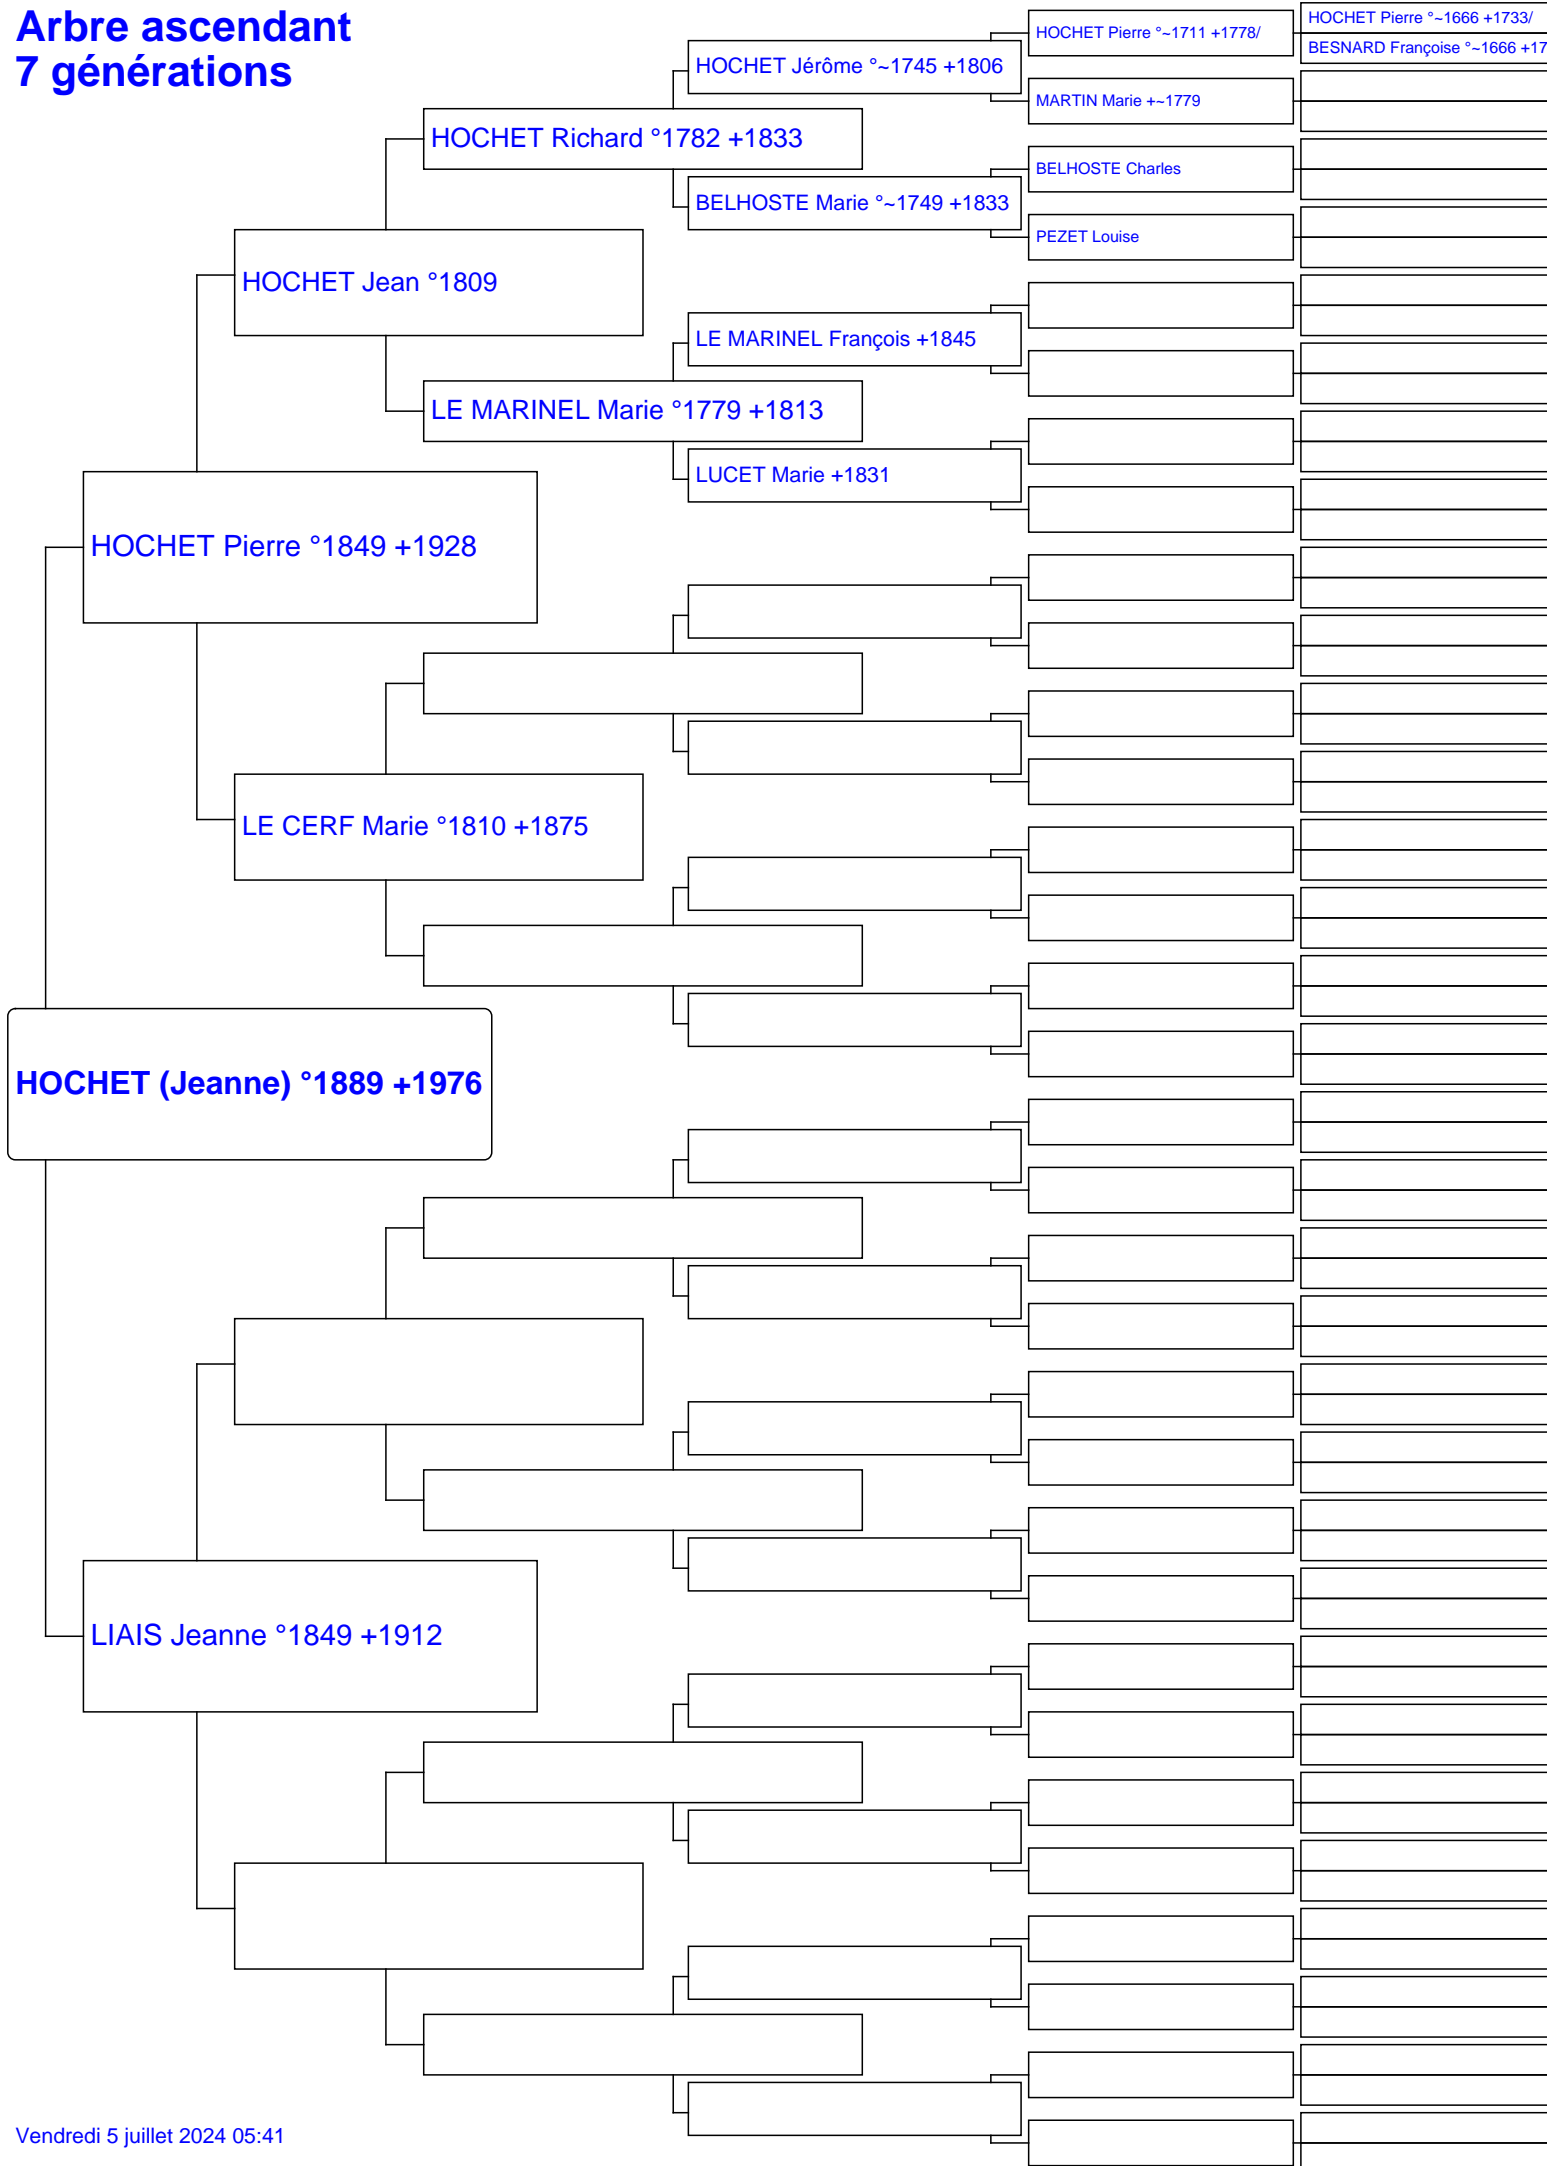 Arbre ascendant
7 générations
HOCHET Pierre °~1711 +1778/
HOCHET Pierre °~1666 +1733/
BESNARD Françoise °~1666 +17
HOCHET Jérôme °~1745 +1806
MARTIN Marie +~1779
HOCHET Richard °1782 +1833
BELHOSTE Charles
BELHOSTE Marie °~1749 +1833
PEZET Louise
HOCHET Jean °1809
LE MARINEL François +1845
LE MARINEL Marie °1779 +1813
LUCET Marie +1831
HOCHET Pierre °1849 +1928
LE CERF Marie °1810 +1875
HOCHET (Jeanne) °1889 +1976
LIAIS Jeanne °1849 +1912
Vendredi 5 juillet 2024 05:41